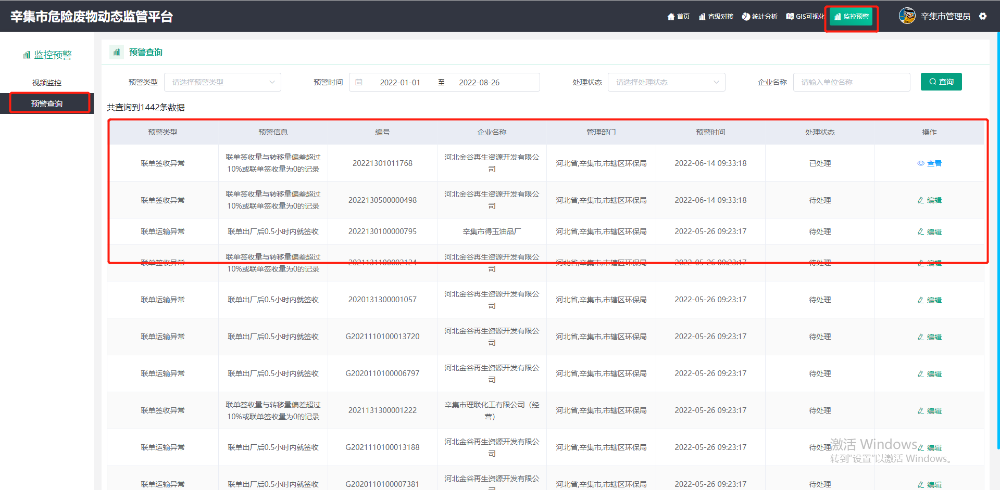 辛集市危险废物动态监管平台
首页 省级对接 统计分析 GIS可视化 监控预警 辛集市管理员
监控预警
视频监控
预警查询
预警查询
预警类型 请选择预警类型 预警时间 2022-01-01 至 2022-08-26 处理状态 请选择处理状态 企业名称 请输入单位名称 查询
共查询到1442条数据
预警类型 预警信息 编号 企业名称 管理部门 预警时间 处理状态 操作
联单签收异常 联单签收量与转移量偏差超过 20221301011768 河北金谷再生资源开发有限公 河北省,辛集市,市辖区环保局 2022-06-14 09:33:18 已处理 查看
10%或联单签收量为0的记录 司
联单签收异常 联单签收量与转移量偏差超过 2022130500000498 河北金谷再生资源开发有限公 河北省,辛集市,市辖区环保局 2022-06-14 09:33:18 待处理 编辑
10%或联单签收量为0的记录 司
联单运输异常 联单出厂后0.5小时内就签收 2022130100000795 辛集市得玉油品厂 河北省,辛集市,市辖区环保局 2022-05-26 09:23:17 待处理 编辑
联单签收异常 联单签收量与转移量偏差超过 2021131100002124 河北金谷再生资源开发有限公 河北省,辛集市,市辖区环保局 2022-05-26 09:23:17 待处理 编辑
10%或联单签收量为0的记录 司
联单运输异常 联单出厂后0.5小时内就签收 2020131300001057 河北金谷再生资源开发有限公 河北省,辛集市,市辖区环保局 2022-05-26 09:23:17 待处理 编辑
司
联单运输异常 联单出厂后0.5小时内就签收 G2021110100013720 河北金谷再生资源开发有限公 河北省,辛集市,市辖区环保局 2022-05-26 09:23:17 待处理 编辑
司
联单运输异常 联单出厂后0.5小时内就签收 G2020110100006797 河北金谷再生资源开发有限公 河北省,辛集市,市辖区环保局 2022-05-26 09:23:17 待处理 编辑
司
联单签收异常 联单签收量与转移量偏差超过 2021131300001222 辛集市理联化工有限公司（经 河北省,辛集市,市辖区环保局 2022-05-26 09:23:17 待处理 编辑
10%或联单签收量为0的记录 营）
联单运输异常 联单出厂后0.5小时内就签收 G2021110100013188 河北金谷再生资源开发有限公 河北省,辛集市,市辖区环保局 2022-05-26 09:23:17 待处理 编辑
司
联单运输异常 联单出厂后0.5小时内就签收 G2020110100007381 河北金谷再生资源开发有限公 河北省,辛集市,市辖区环保局 2022-05-26 09:23:17 待处理 编辑
激活 Windows
转到“设置”以激活 Windows。